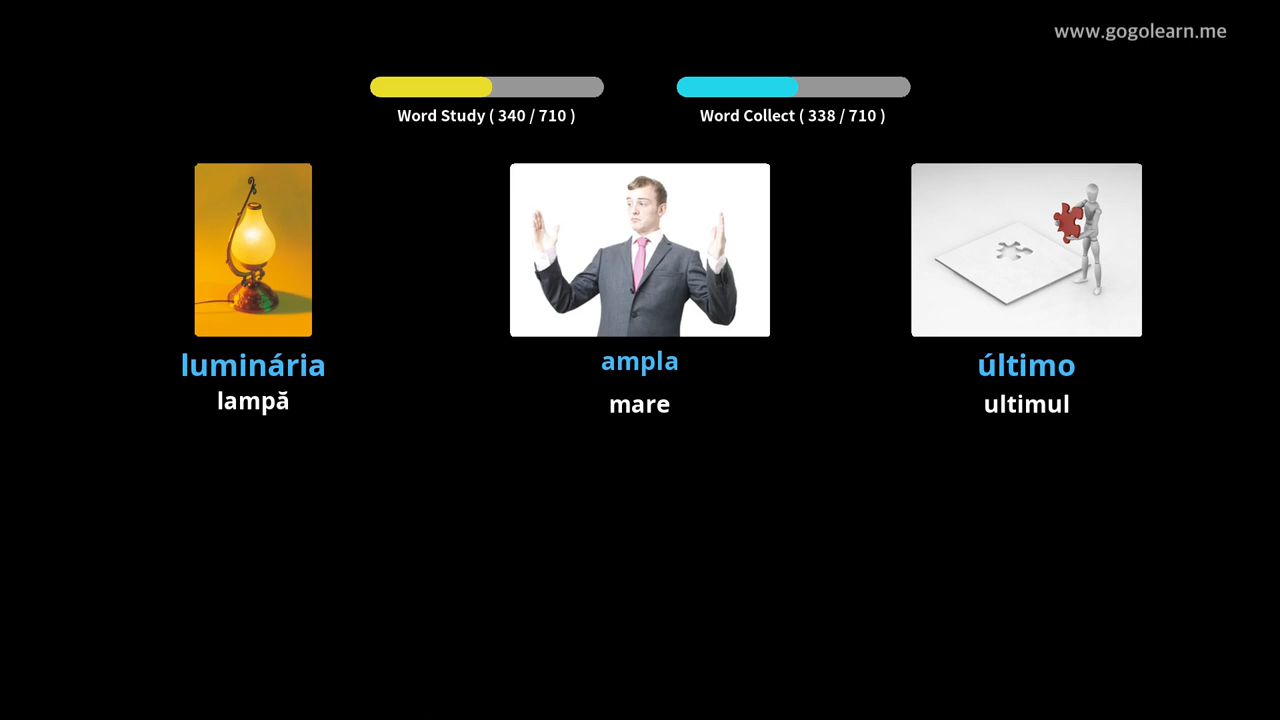 www.gogolearn.me
Word Study ( 340 / 710 )
Word Collect ( 338 / 710 )
luminária
lampă
ampla
mare
último
ultimul